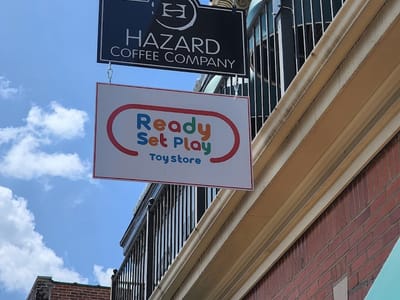 H
HAZARD
COFFEE COMPANY
Ready
Set Play
Toy store